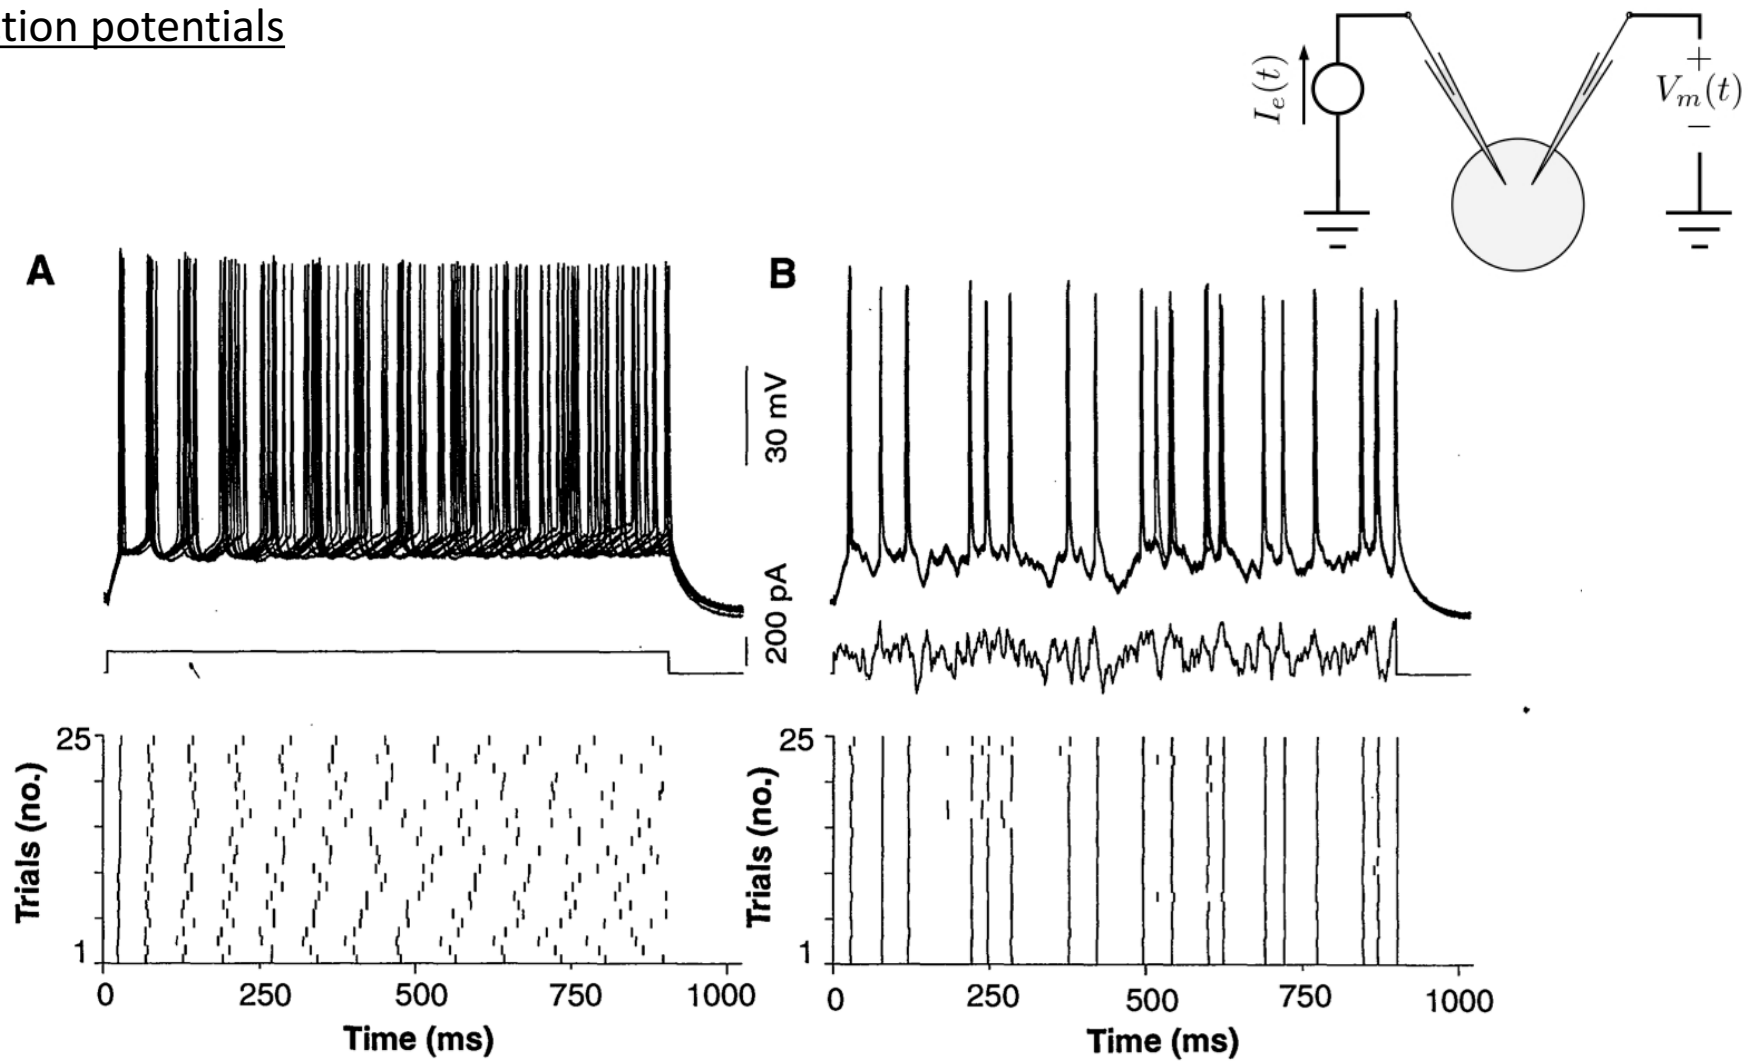 tion potentials
I_e(t)
+
V_m(t)
−
A
B
30 mV
200 pA
25
Trials (no.)
1
0 250 500 750 1000
Time (ms)
25
Trials (no.)
1
0 250 500 750 1000
Time (ms)